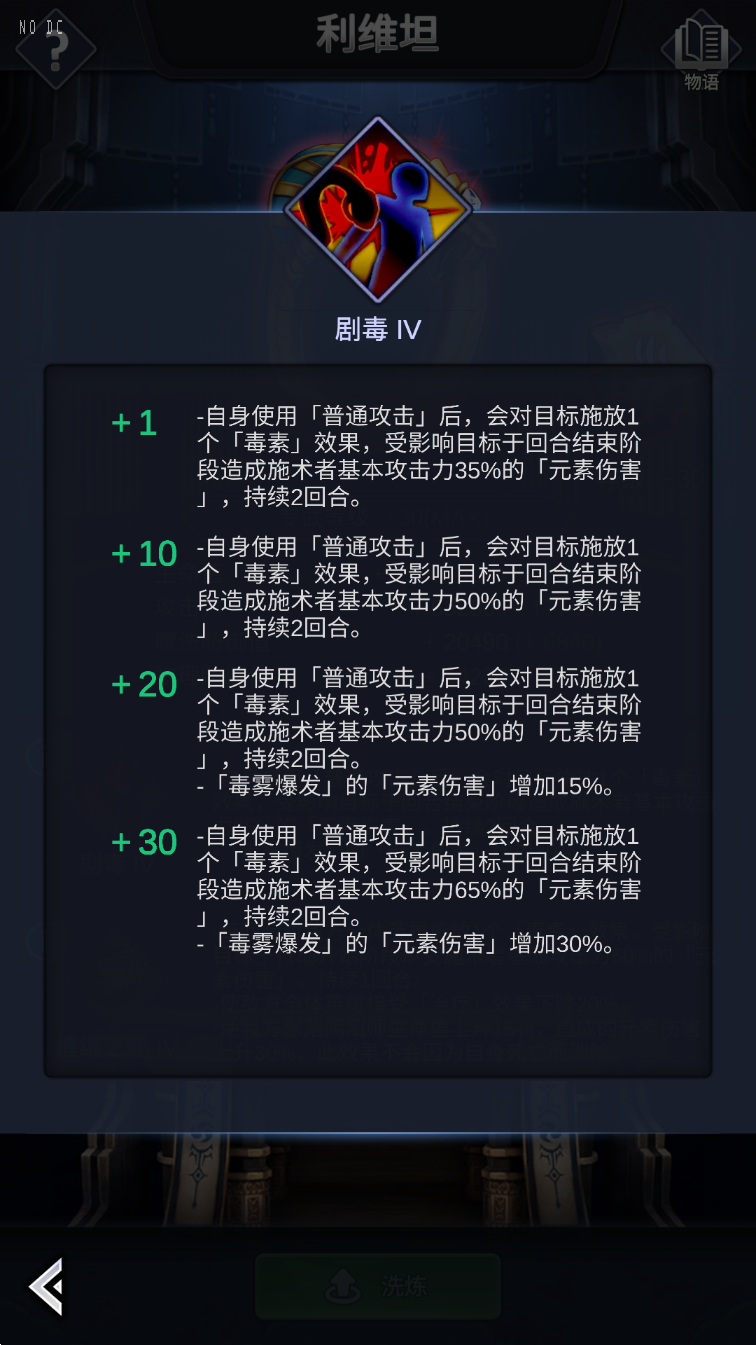 NO DC
利维坦
物语
剧毒 IV
+1
-自身使用「普通攻击」后，会对目标施放1
个「毒素」效果，受影响目标于回合结束阶
段造成施术者基本攻击力35%的「元素伤害
」，持续2回合。
+10
-自身使用「普通攻击」后，会对目标施放1
个「毒素」效果，受影响目标于回合结束阶
段造成施术者基本攻击力50%的「元素伤害
」，持续2回合。
+20
-自身使用「普通攻击」后，会对目标施放1
个「毒素」效果，受影响目标于回合结束阶
段造成施术者基本攻击力50%的「元素伤害
」，持续2回合。
-「毒雾爆发」的「元素伤害」增加15%。
+30
-自身使用「普通攻击」后，会对目标施放1
个「毒素」效果，受影响目标于回合结束阶
段造成施术者基本攻击力65%的「元素伤害
」，持续2回合。
-「毒雾爆发」的「元素伤害」增加30%。
洗炼